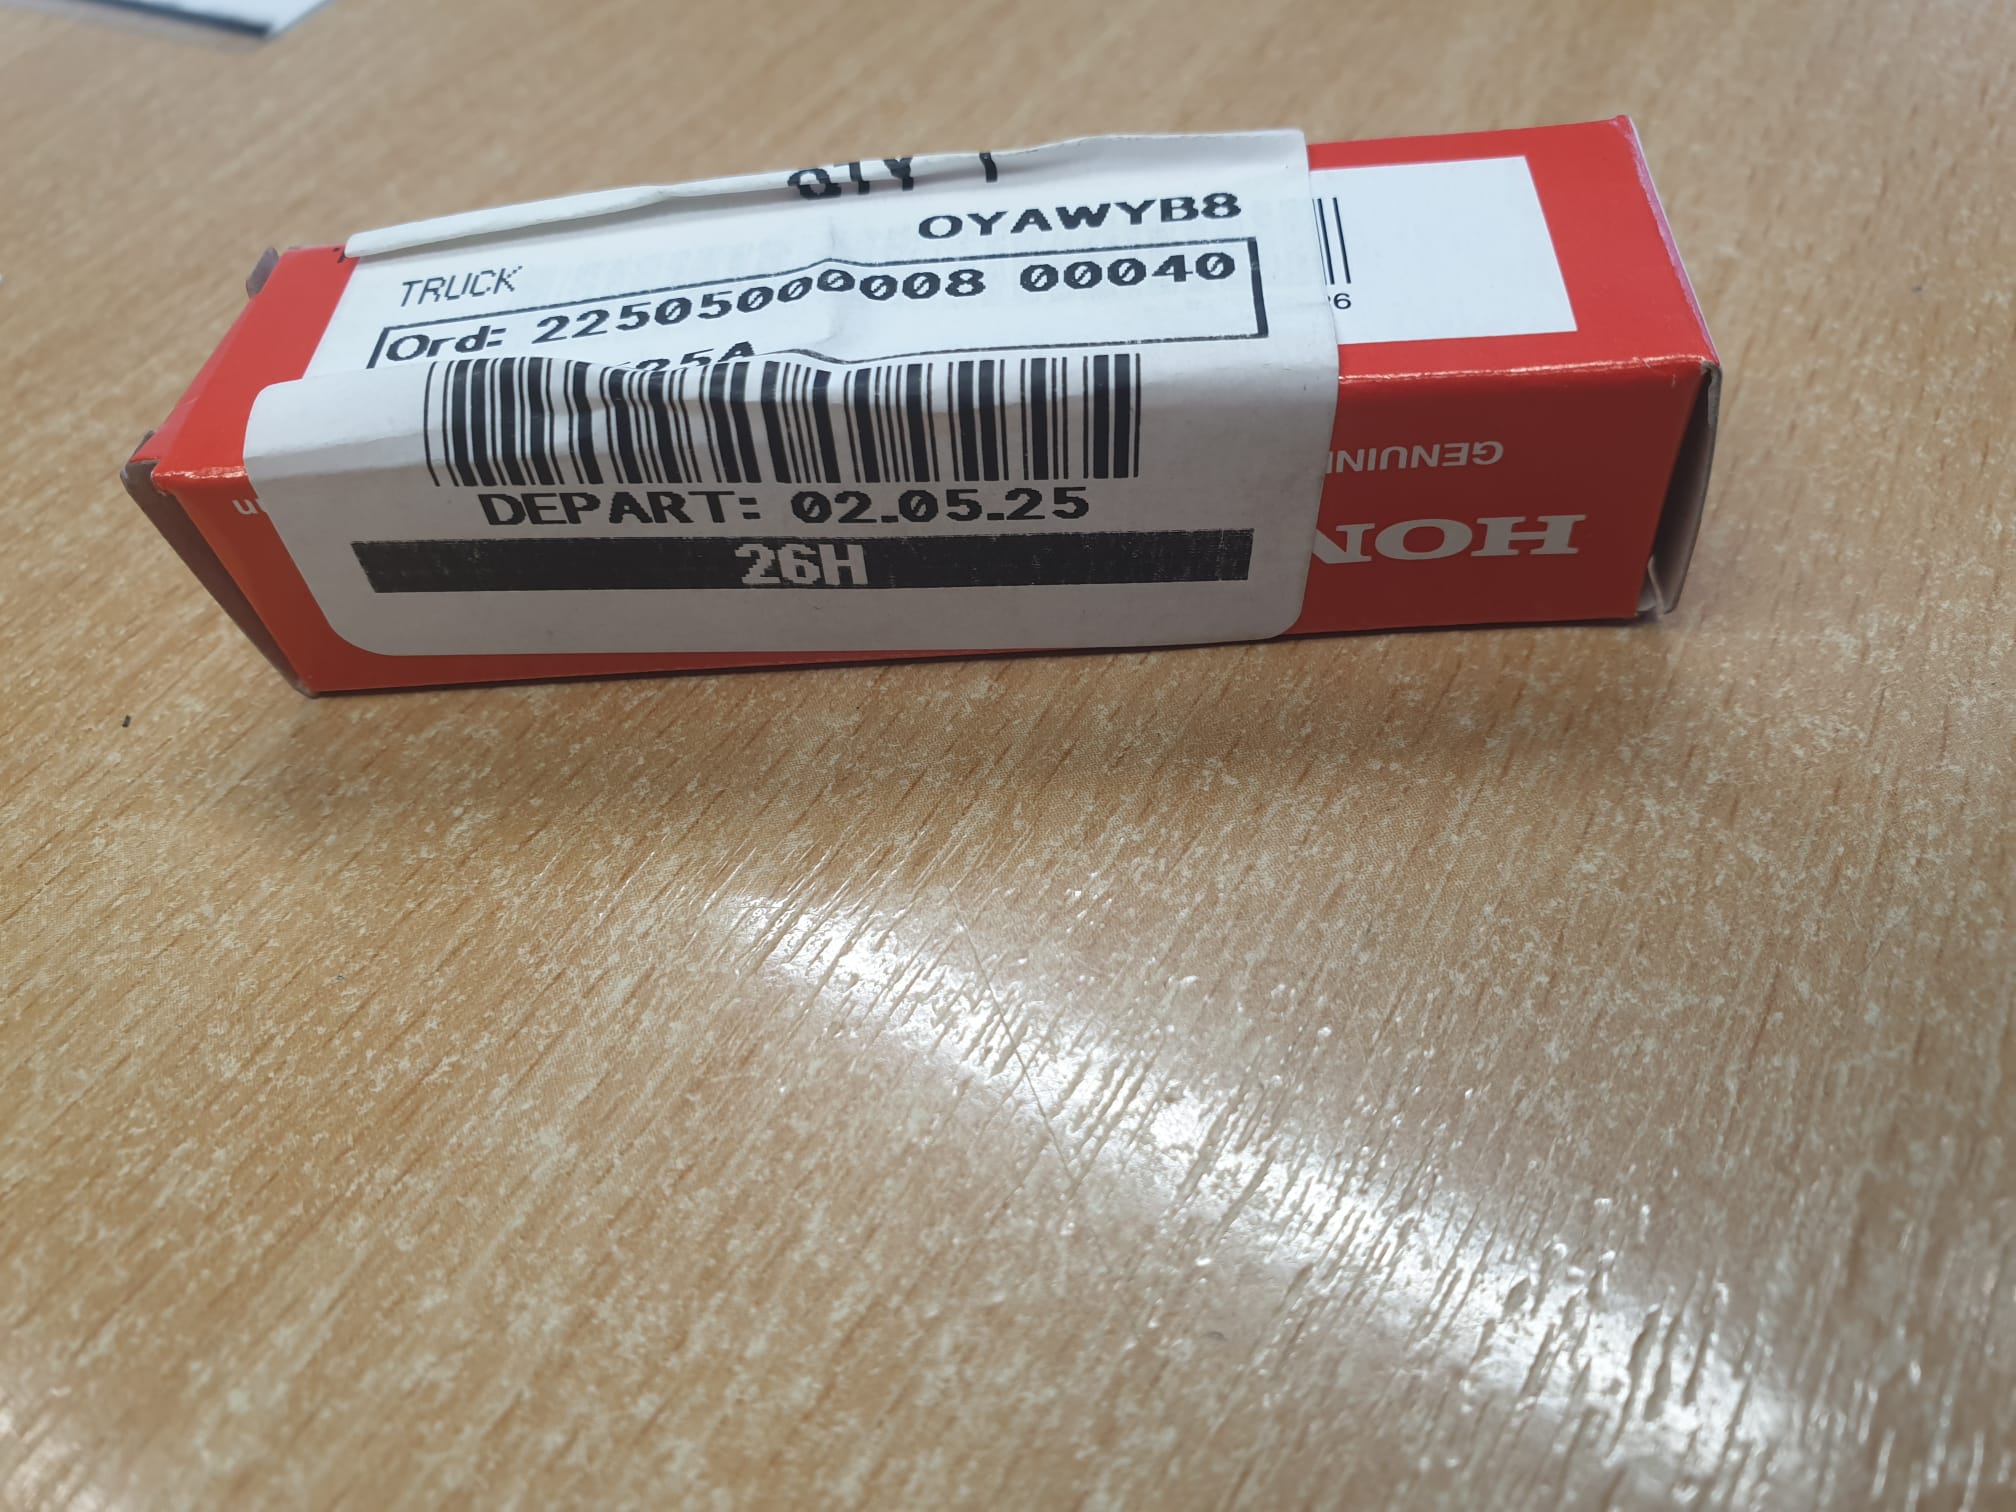 QTY 1
OYAWYB8
TRUCK
Ord: 22505000008 00040
DEPART: 02.05.25
26H
GENUIN
HON